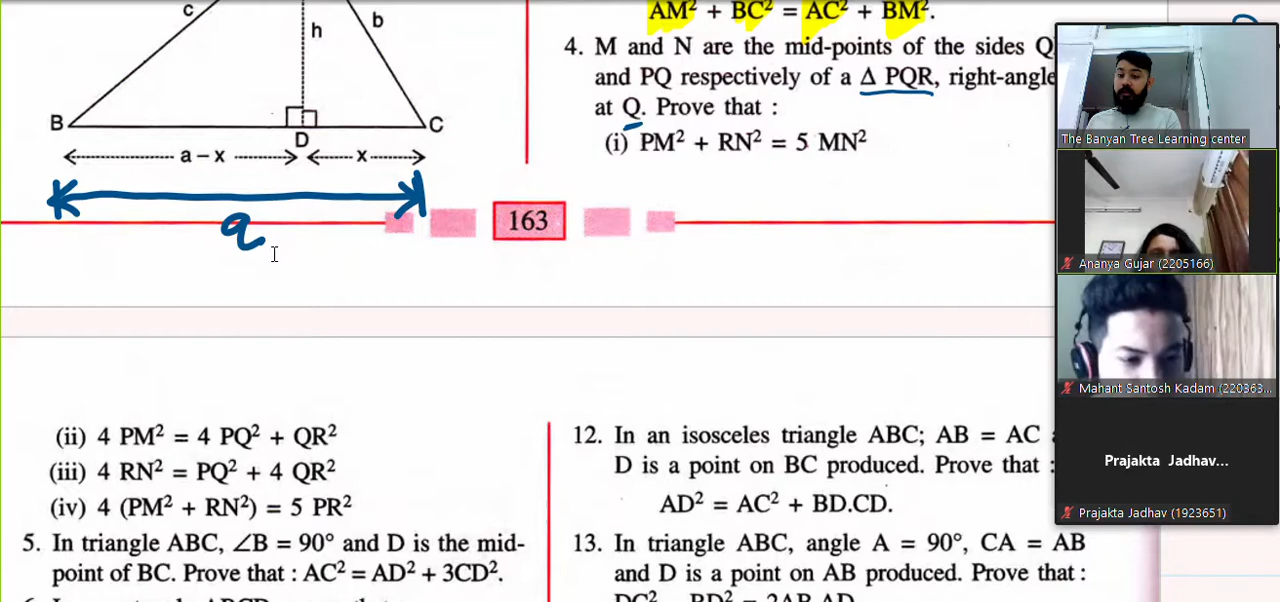 c
h
b
B
C
D
a – x
x
a
AM² + BC² = AC² + BM².
4. M and N are the mid-points of the sides Q
and PQ respectively of a Δ PQR, right-angle
at Q. Prove that :
(i) PM² + RN² = 5 MN²
163
(ii) 4 PM² = 4 PQ² + QR²
(iii) 4 RN² = PQ² + 4 QR²
(iv) 4 (PM² + RN²) = 5 PR²
5. In triangle ABC, ∠B = 90° and D is the mid-
point of BC. Prove that : AC² = AD² + 3CD².
12. In an isosceles triangle ABC; AB = AC
D is a point on BC produced. Prove that :
AD² = AC² + BD.CD.
13. In triangle ABC, angle A = 90°, CA = AB
and D is a point on AB produced. Prove that :
The Banyan Tree Learning center
Ananya Gujar (2205166)
Mahant Santosh Kadam (220363...
Prajakta Jadhav...
Prajakta Jadhav (1923651)